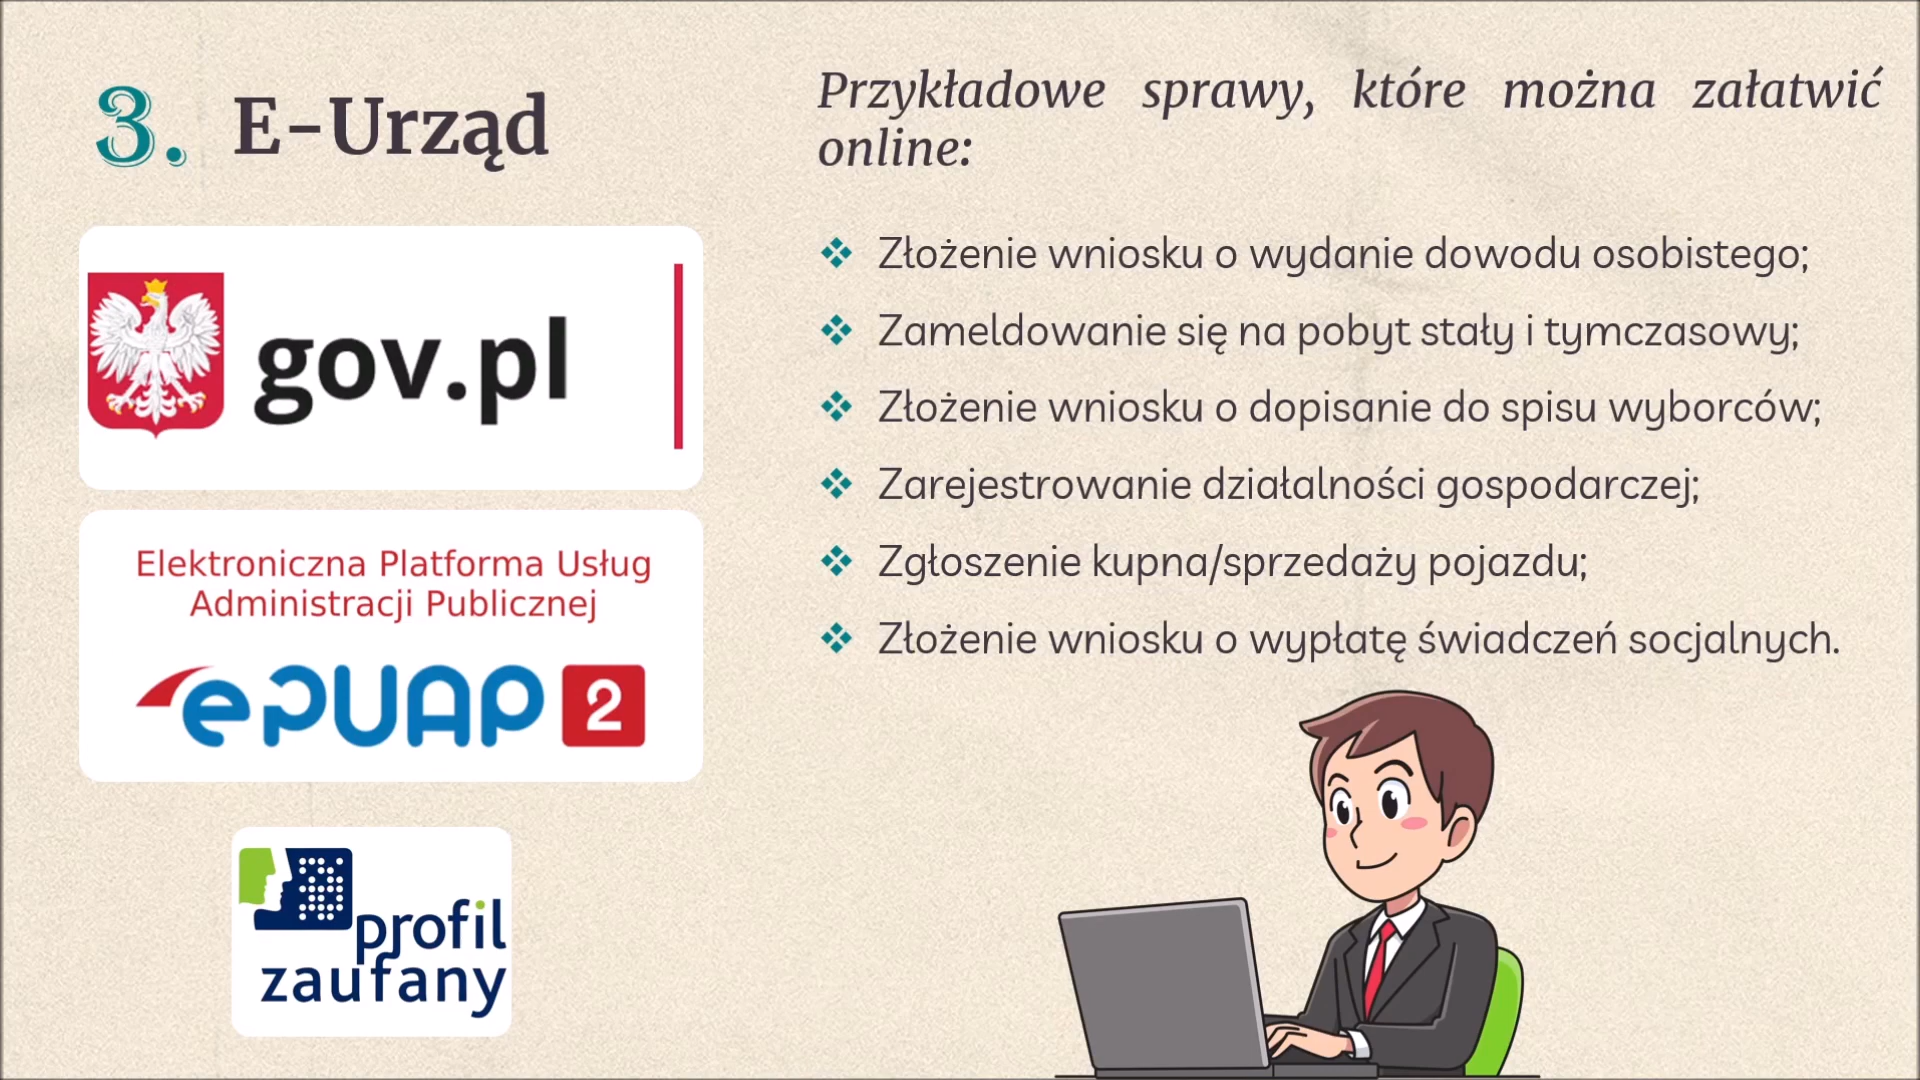 3. E-Urząd
gov.pl
Elektroniczna Platforma Usług
Administracji Publicznej
ePUAP 2
profil
zaufany
Przykładowe sprawy, które można załatwić
online:
❖ Złożenie wniosku o wydanie dowodu osobistego;
❖ Zameldowanie się na pobyt stały i tymczasowy;
❖ Złożenie wniosku o dopisanie do spisu wyborców;
❖ Zarejestrowanie działalności gospodarczej;
❖ Zgłoszenie kupna/sprzedaży pojazdu;
❖ Złożenie wniosku o wypłatę świadczeń socjalnych.